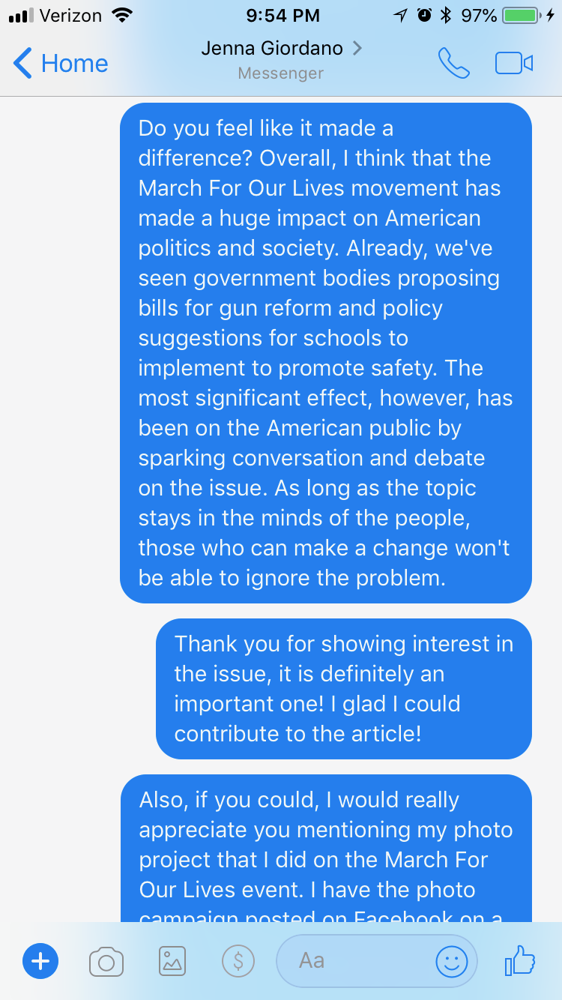 Verizon 9:54 PM 97%
Home Jenna Giordano
Messenger
Do you feel like it made a
difference? Overall, I think that the
March For Our Lives movement has
made a huge impact on American
politics and society. Already, we've
seen government bodies proposing
bills for gun reform and policy
suggestions for schools to
implement to promote safety. The
most significant effect, however, has
been on the American public by
sparking conversation and debate
on the issue. As long as the topic
stays in the minds of the people,
those who can make a change won't
be able to ignore the problem.
Thank you for showing interest in
the issue, it is definitely an
important one! I glad I could
contribute to the article!
Also, if you could, I would really
appreciate you mentioning my photo
project that I did on the March For
Our Lives event. I have the photo
campaign posted on Facebook on a
$ Aa